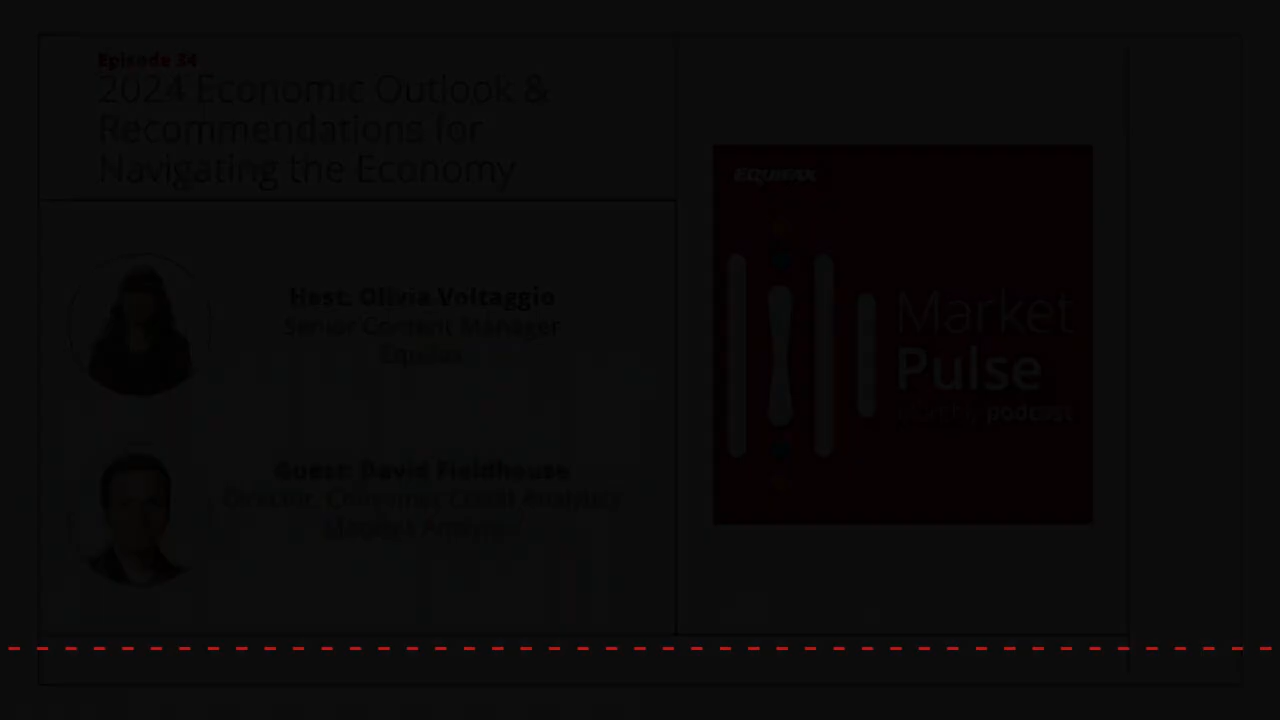 Episode 34
2024 Economic Outlook &
Recommendations for
Navigating the Economy
Host: Olivia Voltaggio
Senior Content Manager
Equifax
Guest: David Fieldhouse
Director, Consumer Credit Analytics
Moody's Analytics
EQUIFAX
Market
Pulse
podcast